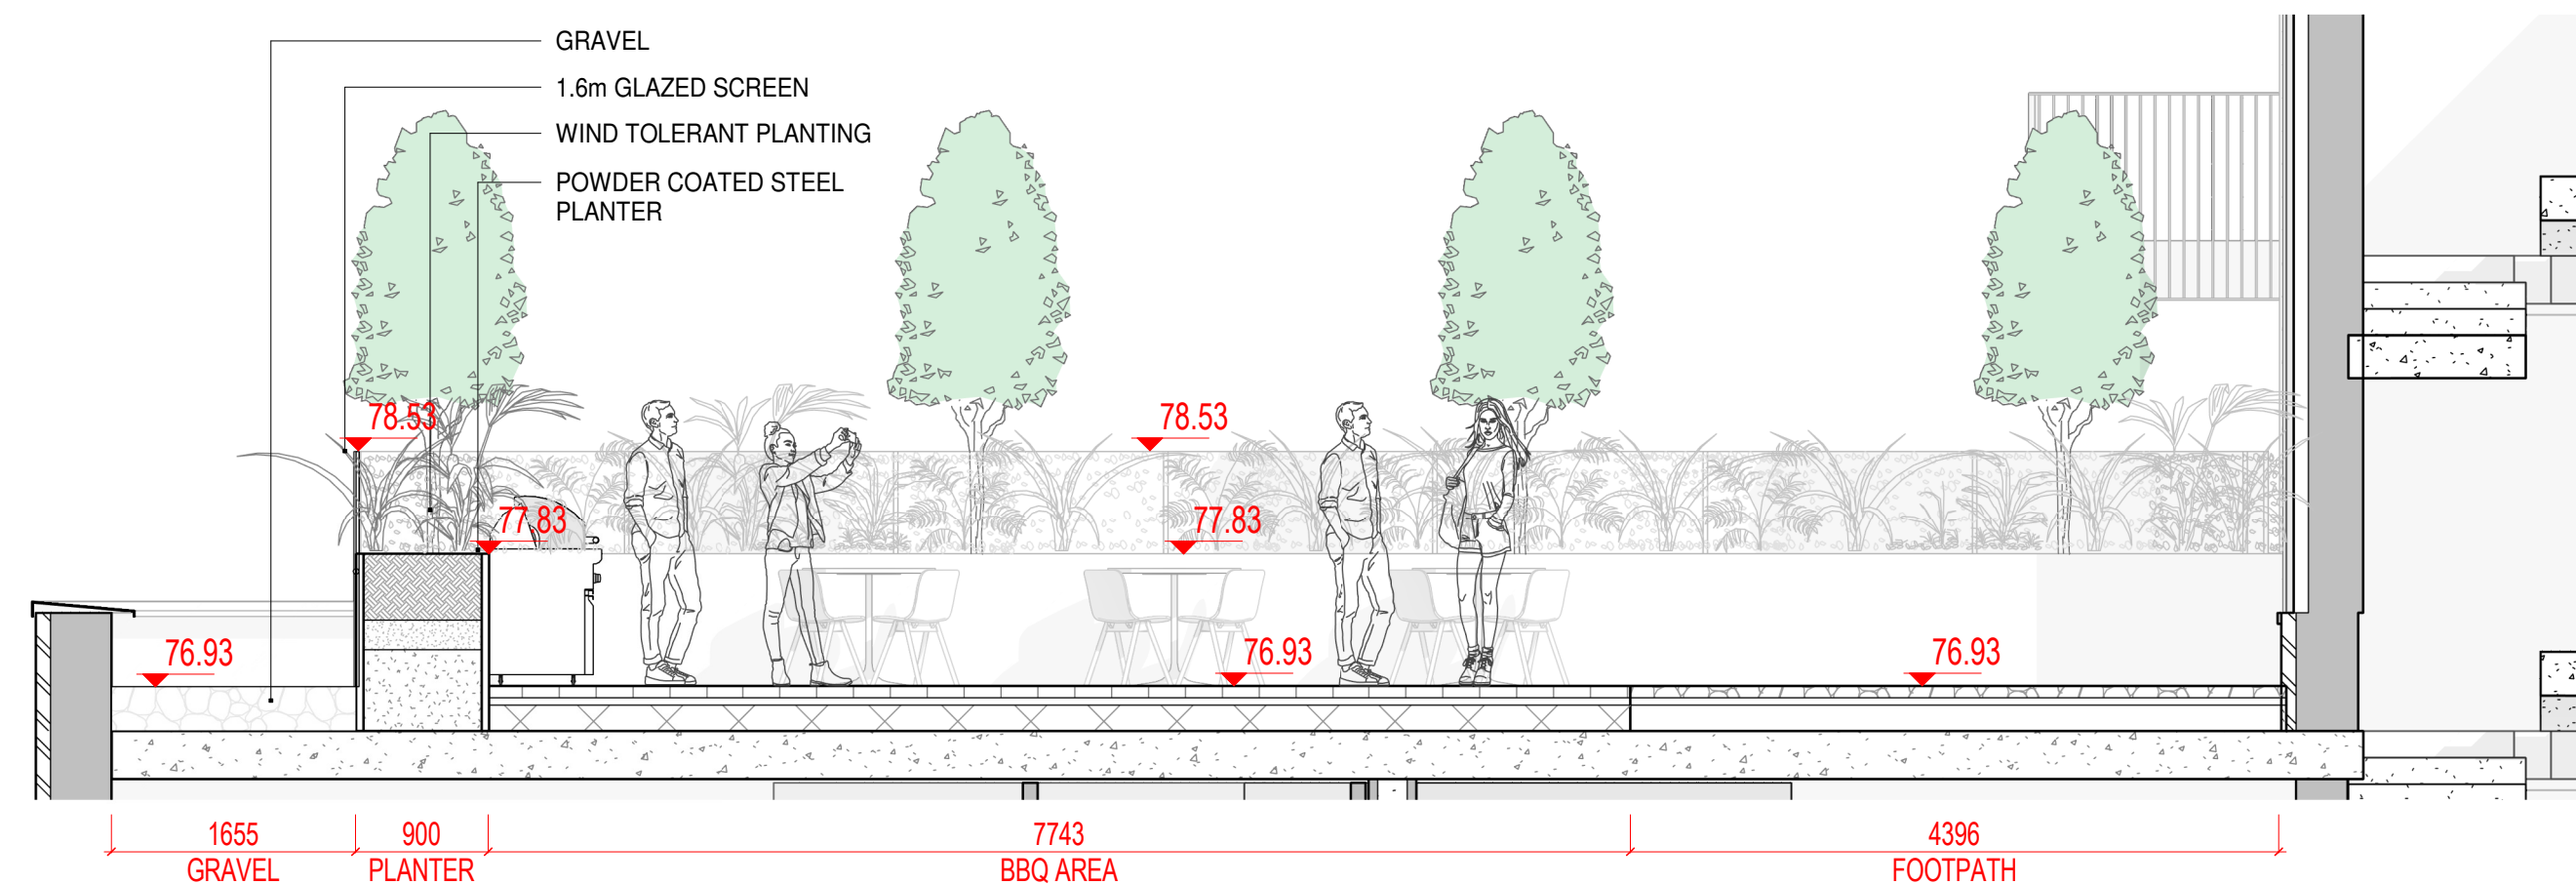 GRAVEL
1.6m GLAZED SCREEN
WIND TOLERANT PLANTING
POWDER COATED STEEL
PLANTER
78.53
78.53
77.83
77.83
76.93
76.93
76.93
1655
900
7743
4396
GRAVEL
PLANTER
BBQ AREA
FOOTPATH